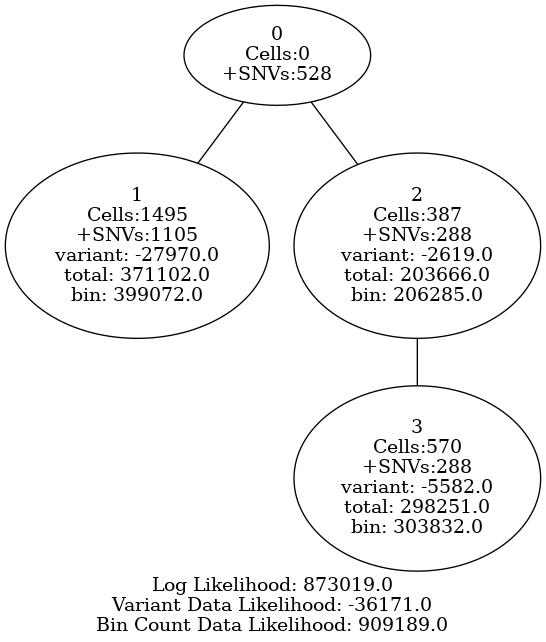 0
Cells:0
+SNVs:528
1
Cells:1495
+SNVs:1105
variant: -27970.0
total: 371102.0
bin: 399072.0
2
Cells:387
+SNVs:288
variant: -2619.0
total: 203666.0
bin: 206285.0
3
Cells:570
+SNVs:288
variant: -5582.0
total: 298251.0
bin: 303832.0
Log Likelihood: 873019.0
Variant Data Likelihood: -36171.0
Bin Count Data Likelihood: 909189.0